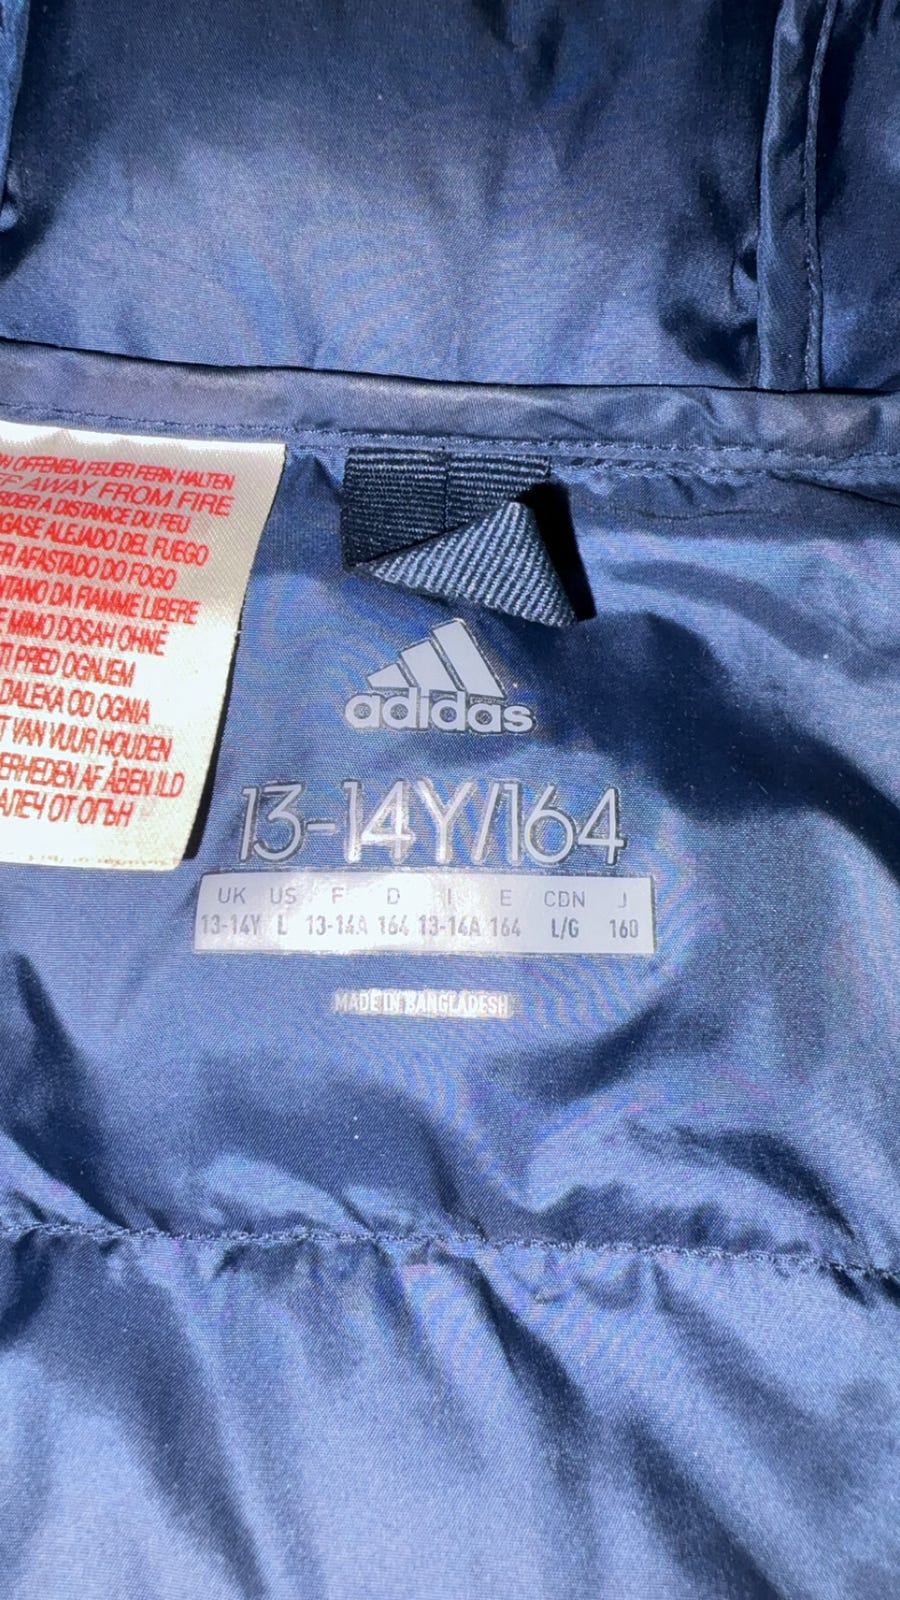 OFFENEM FEUER FERN HALTEN
AWAY FROM FIRE
A DISTANCE DU FEU
ALEJADO DEL FUEGO
AFASTADO DO FOGO
DA FIAMME LIBERE
MIMO DOSAH OHNĚ
PRED OGNJEM
DALEKA OD OGNIA
VAN VUUR HOUDEN
AF ÅBEN ILD
ОТ ОГЪН
adidas
13-14Y/164
UK US F D I E CDN J
13-14Y L 13-14A 164 13-14A 164 L/G 160
MADE IN BANGLADESH